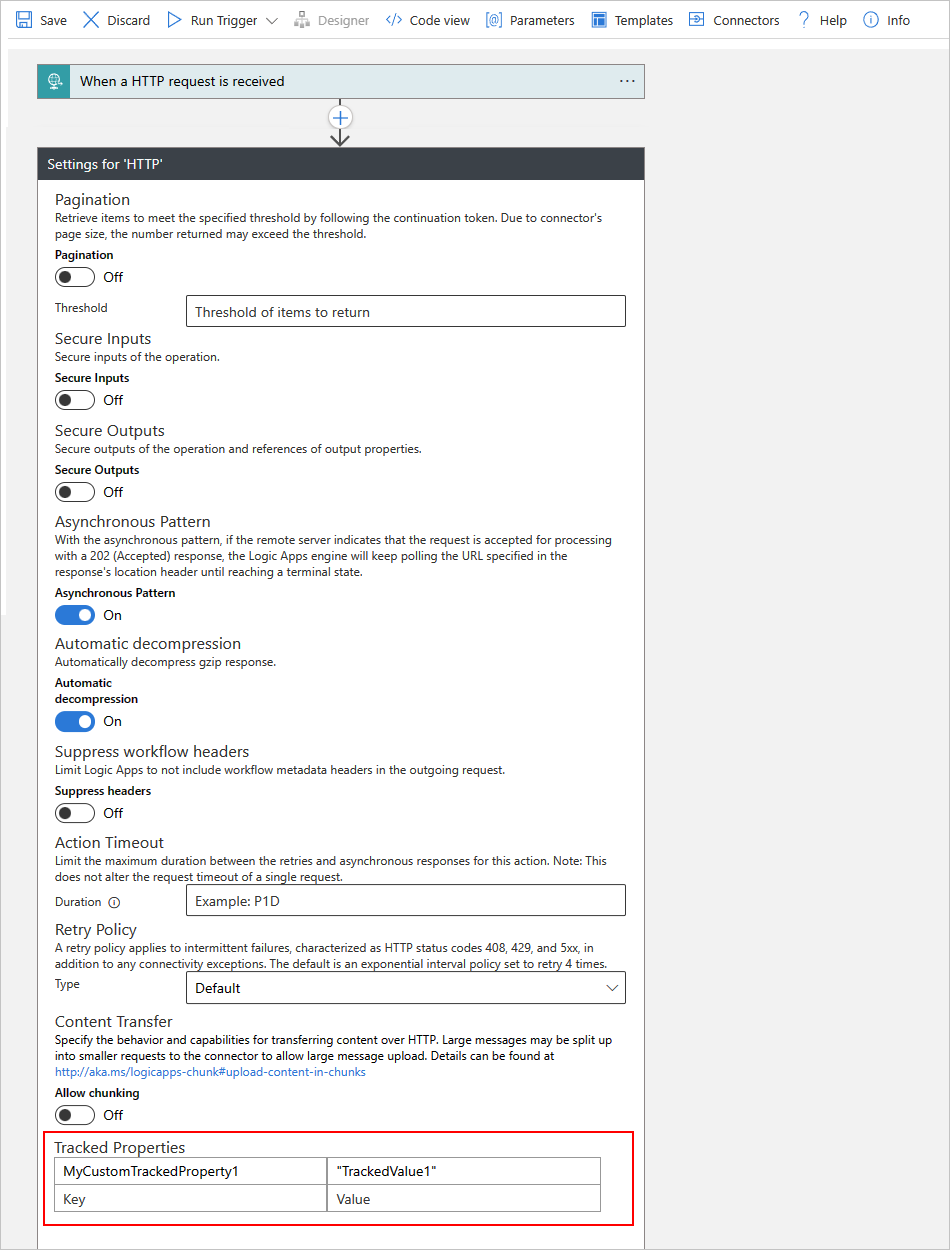 Save Discard Run Trigger Designer Code view Parameters Templates Connectors Help Info
When a HTTP request is received
Settings for 'HTTP'
Pagination
Retrieve items to meet the specified threshold by following the continuation token. Due to connector's
page size, the number returned may exceed the threshold.
Pagination
Off
Threshold Threshold of items to return
Secure Inputs
Secure inputs of the operation.
Secure Inputs
Off
Secure Outputs
Secure outputs of the operation and references of output properties.
Secure Outputs
Off
Asynchronous Pattern
With the asynchronous pattern, if the remote server indicates that the request is accepted for processing
with a 202 (Accepted) response, the Logic Apps engine will keep polling the URL specified in the
response's location header until reaching a terminal state.
Asynchronous Pattern
On
Automatic decompression
Automatically decompress gzip response.
Automatic
decompression
On
Suppress workflow headers
Limit Logic Apps to not include workflow metadata headers in the outgoing request.
Suppress headers
Off
Action Timeout
Limit the maximum duration between the retries and asynchronous responses for this action. Note: This
does not alter the request timeout of a single request.
Duration Example: P1D
Retry Policy
A retry policy applies to intermittent failures, characterized as HTTP status codes 408, 429, and 5xx, in
addition to any connectivity exceptions. The default is an exponential interval policy set to retry 4 times.
Type Default
Content Transfer
Specify the behavior and capabilities for transferring content over HTTP. Large messages may be split up
into smaller requests to the connector to allow large message upload. Details can be found at
http://aka.ms/logicapps-chunk#upload-content-in-chunks
Allow chunking
Off
Tracked Properties
MyCustomTrackedProperty1 "TrackedValue1"
Key Value